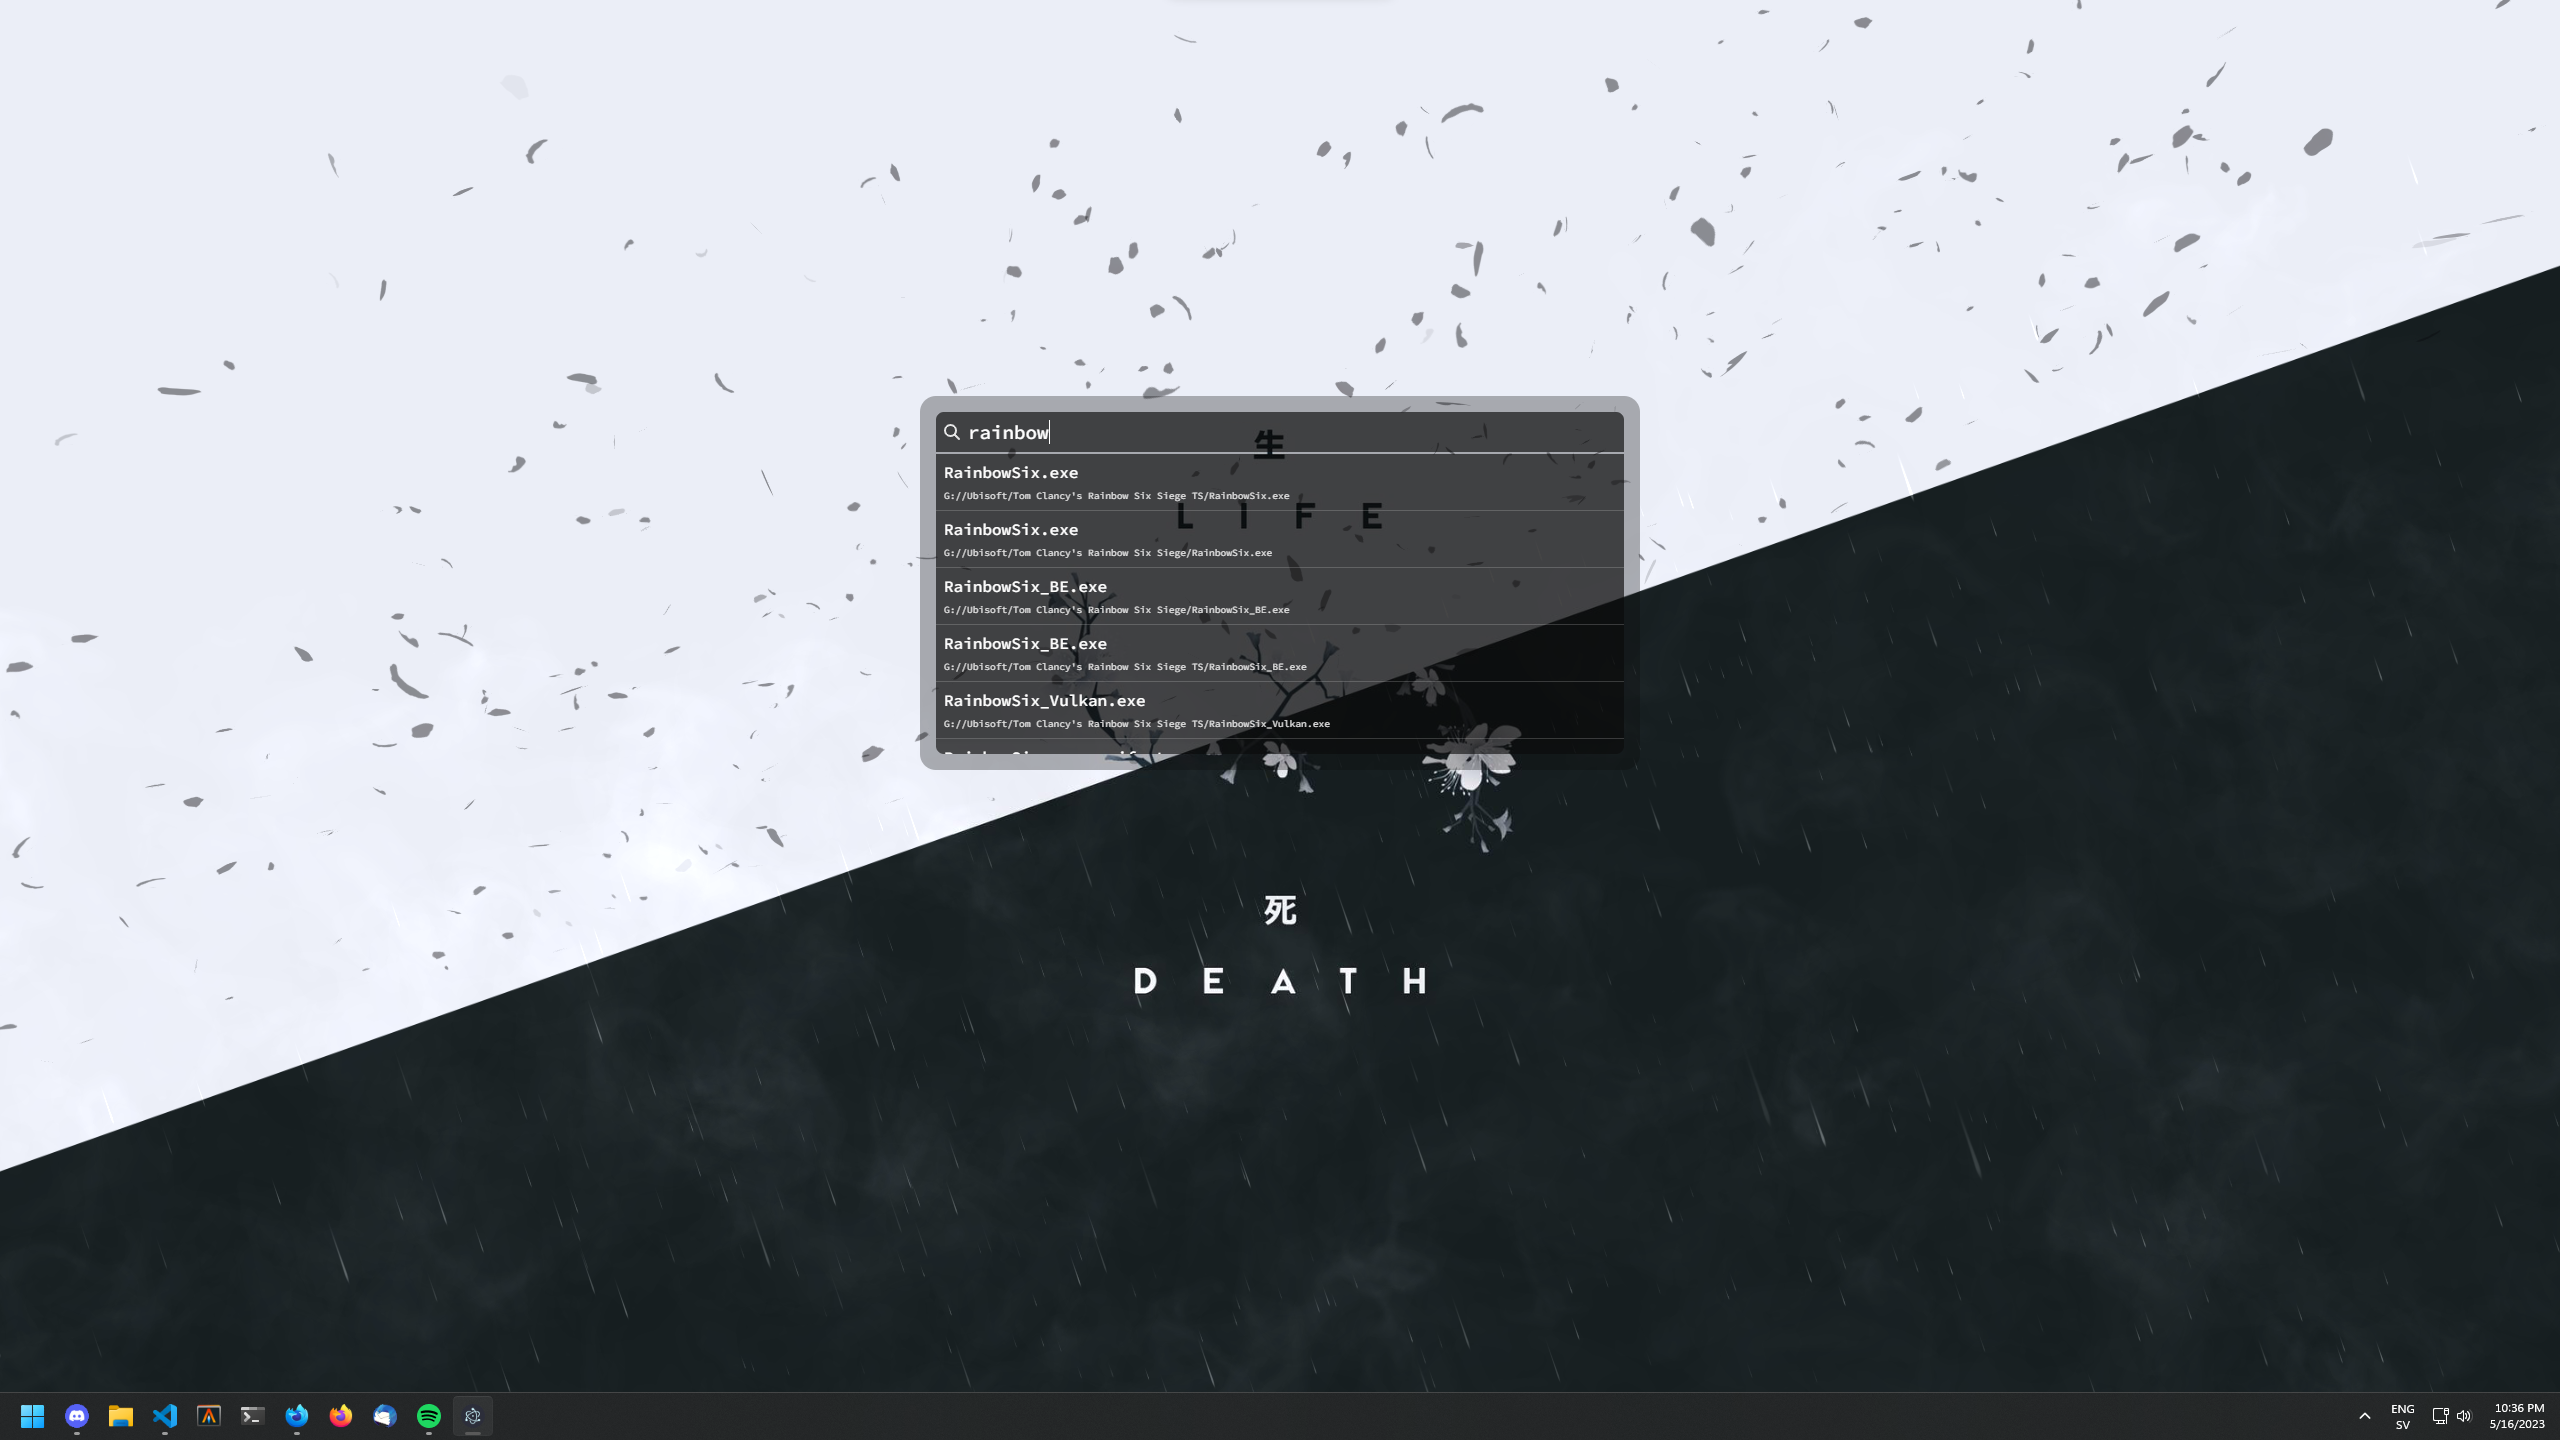 rainbow
生
RainbowSix.exe
G://Ubisoft/Tom Clancy's Rainbow Six Siege TS/RainbowSix.exe
LIFE
RainbowSix.exe
G://Ubisoft/Tom Clancy's Rainbow Six Siege/RainbowSix.exe
RainbowSix_BE.exe
G://Ubisoft/Tom Clancy's Rainbow Six Siege/RainbowSix_BE.exe
RainbowSix_BE.exe
G://Ubisoft/Tom Clancy's Rainbow Six Siege TS/RainbowSix_BE.exe
RainbowSix_Vulkan.exe
G://Ubisoft/Tom Clancy's Rainbow Six Siege TS/RainbowSix_Vulkan.exe
死
DEATH
ENG
SV
10:36 PM
5/16/2023